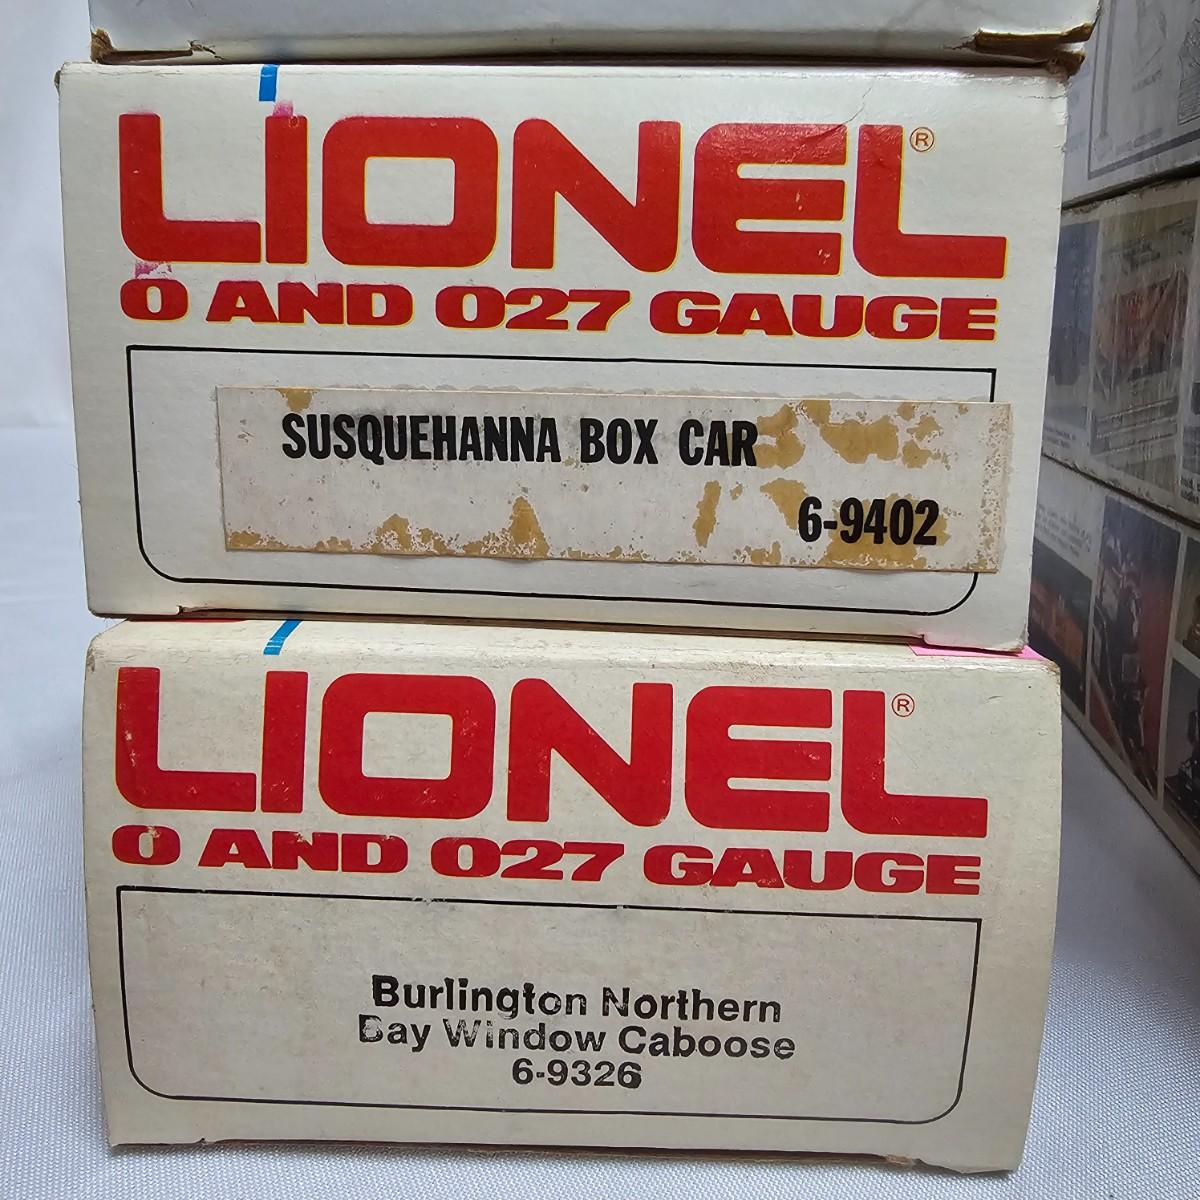 LIONEL®
O AND O27 GAUGE
SUSQUEHANNA BOX CAR
6-9402
LIONEL®
O AND O27 GAUGE
Burlington Northern
Bay Window Caboose
6-9326